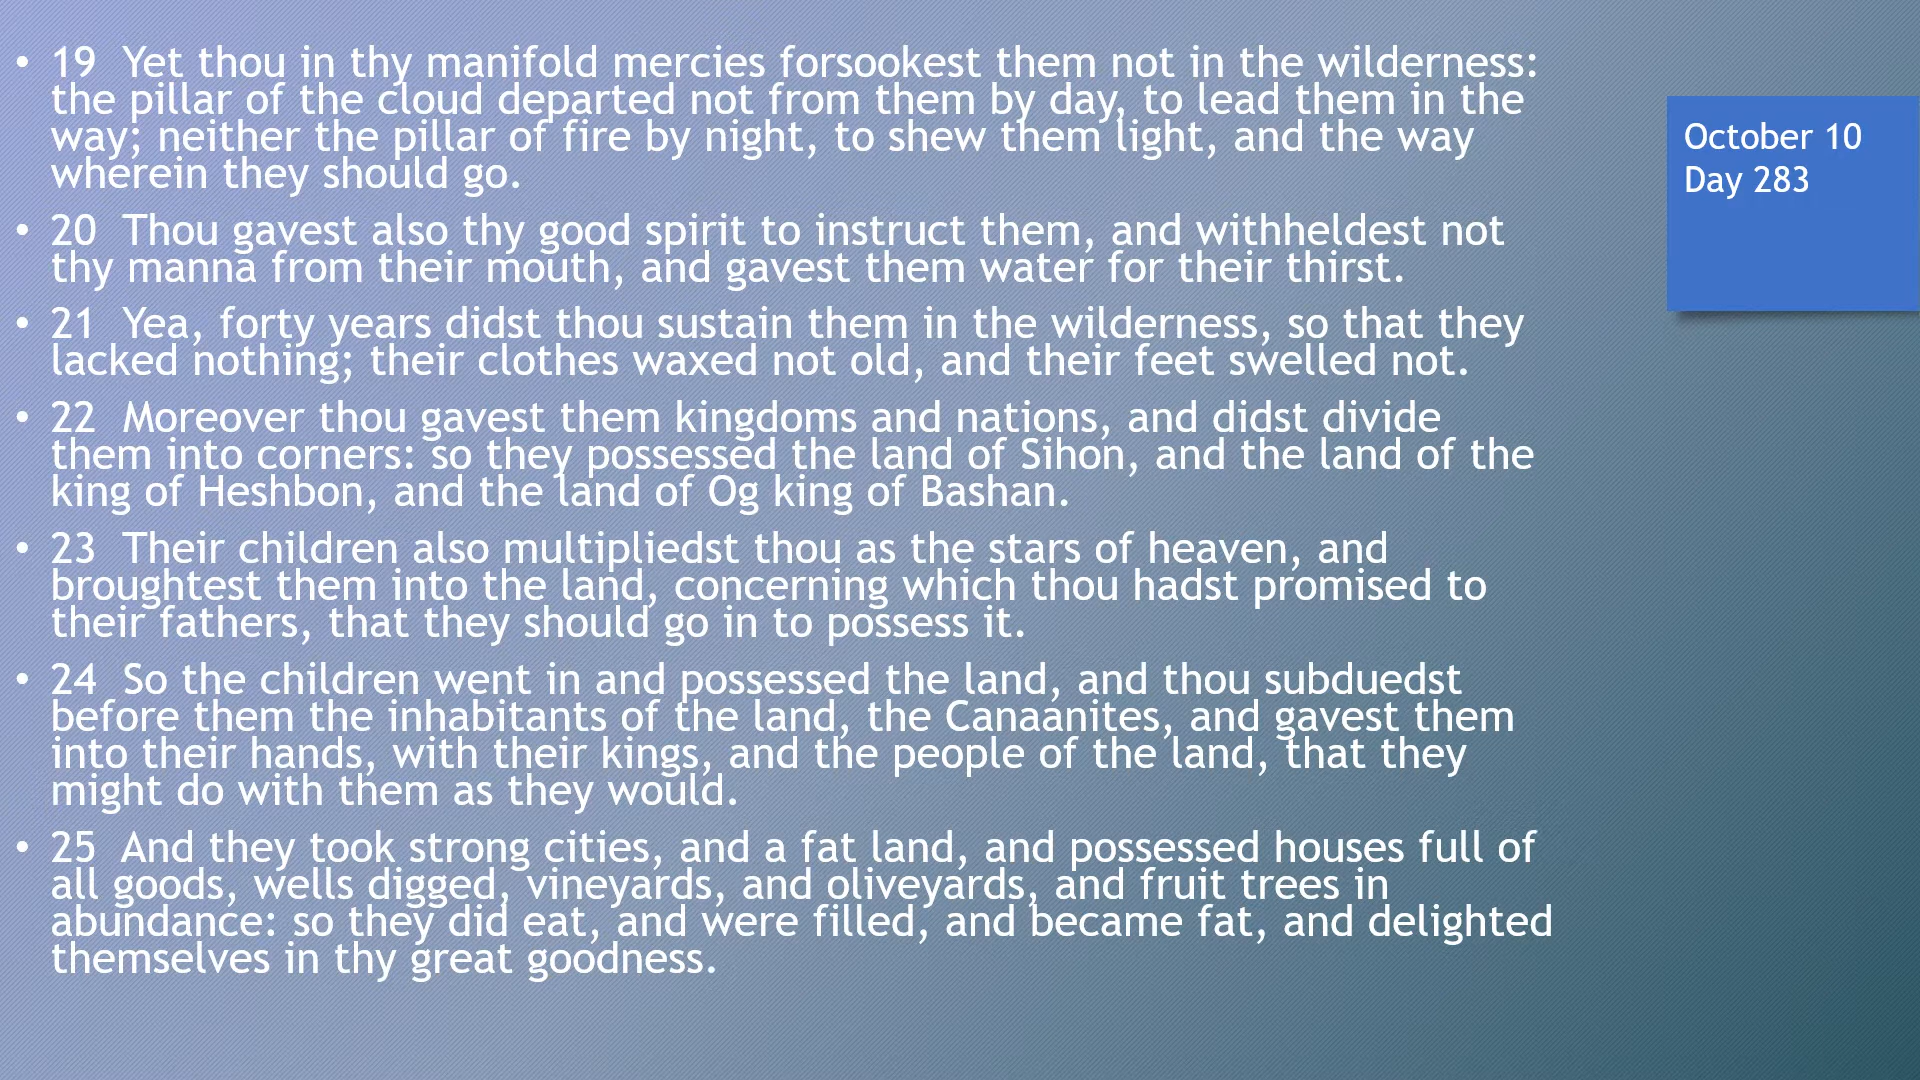 • 19  Yet thou in thy manifold mercies forsookest them not in the wilderness:
the pillar of the cloud departed not from them by day, to lead them in the
way; neither the pillar of fire by night, to shew them light, and the way
wherein they should go.
• 20  Thou gavest also thy good spirit to instruct them, and withheldest not
thy manna from their mouth, and gavest them water for their thirst.
• 21  Yea, forty years didst thou sustain them in the wilderness, so that they
lacked nothing; their clothes waxed not old, and their feet swelled not.
• 22  Moreover thou gavest them kingdoms and nations, and didst divide
them into corners: so they possessed the land of Sihon, and the land of the
king of Heshbon, and the land of Og king of Bashan.
• 23  Their children also multipliedst thou as the stars of heaven, and
broughtest them into the land, concerning which thou hadst promised to
their fathers, that they should go in to possess it.
• 24  So the children went in and possessed the land, and thou subduedst
before them the inhabitants of the land, the Canaanites, and gavest them
into their hands, with their kings, and the people of the land, that they
might do with them as they would.
• 25  And they took strong cities, and a fat land, and possessed houses full of
all goods, wells digged, vineyards, and oliveyards, and fruit trees in
abundance: so they did eat, and were filled, and became fat, and delighted
themselves in thy great goodness.
October 10
Day 283